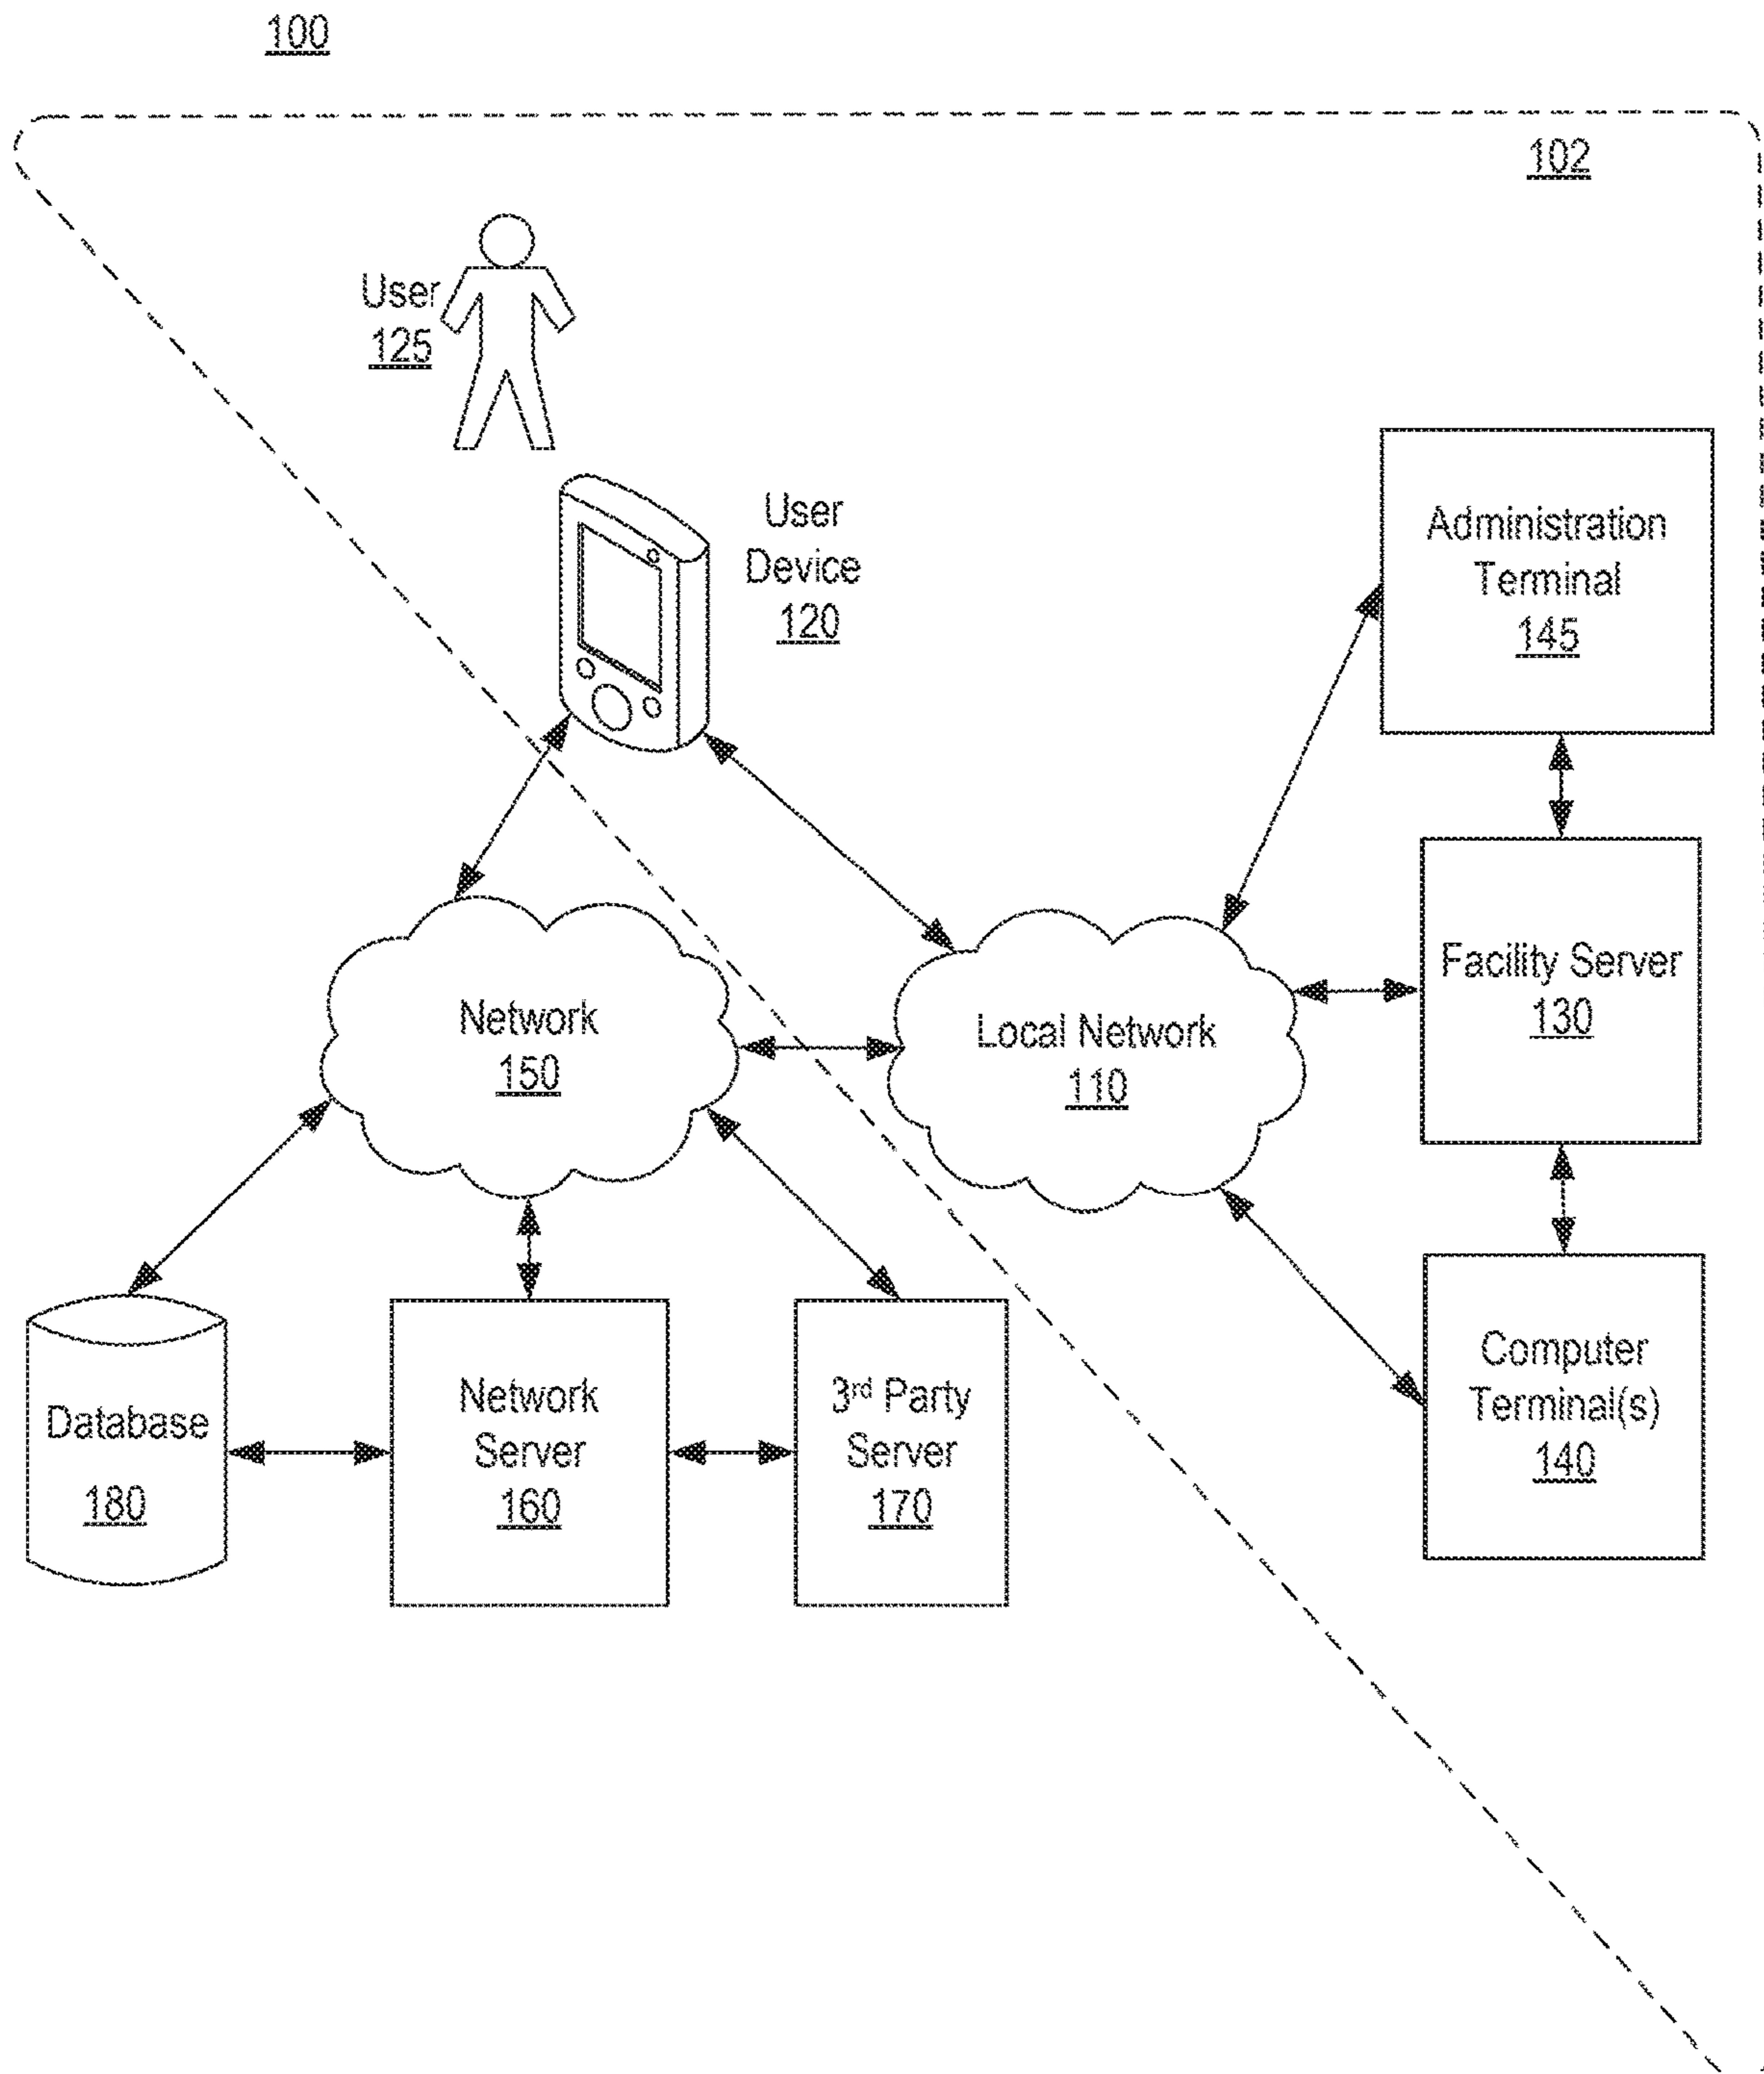 100
102
User
125
User
Device
120
Administration
Terminal
145
Facility Server
130
Network
150
Local Network
110
Computer
Terminal(s)
140
Database
180
Network
Server
160
3rd Party
Server
170